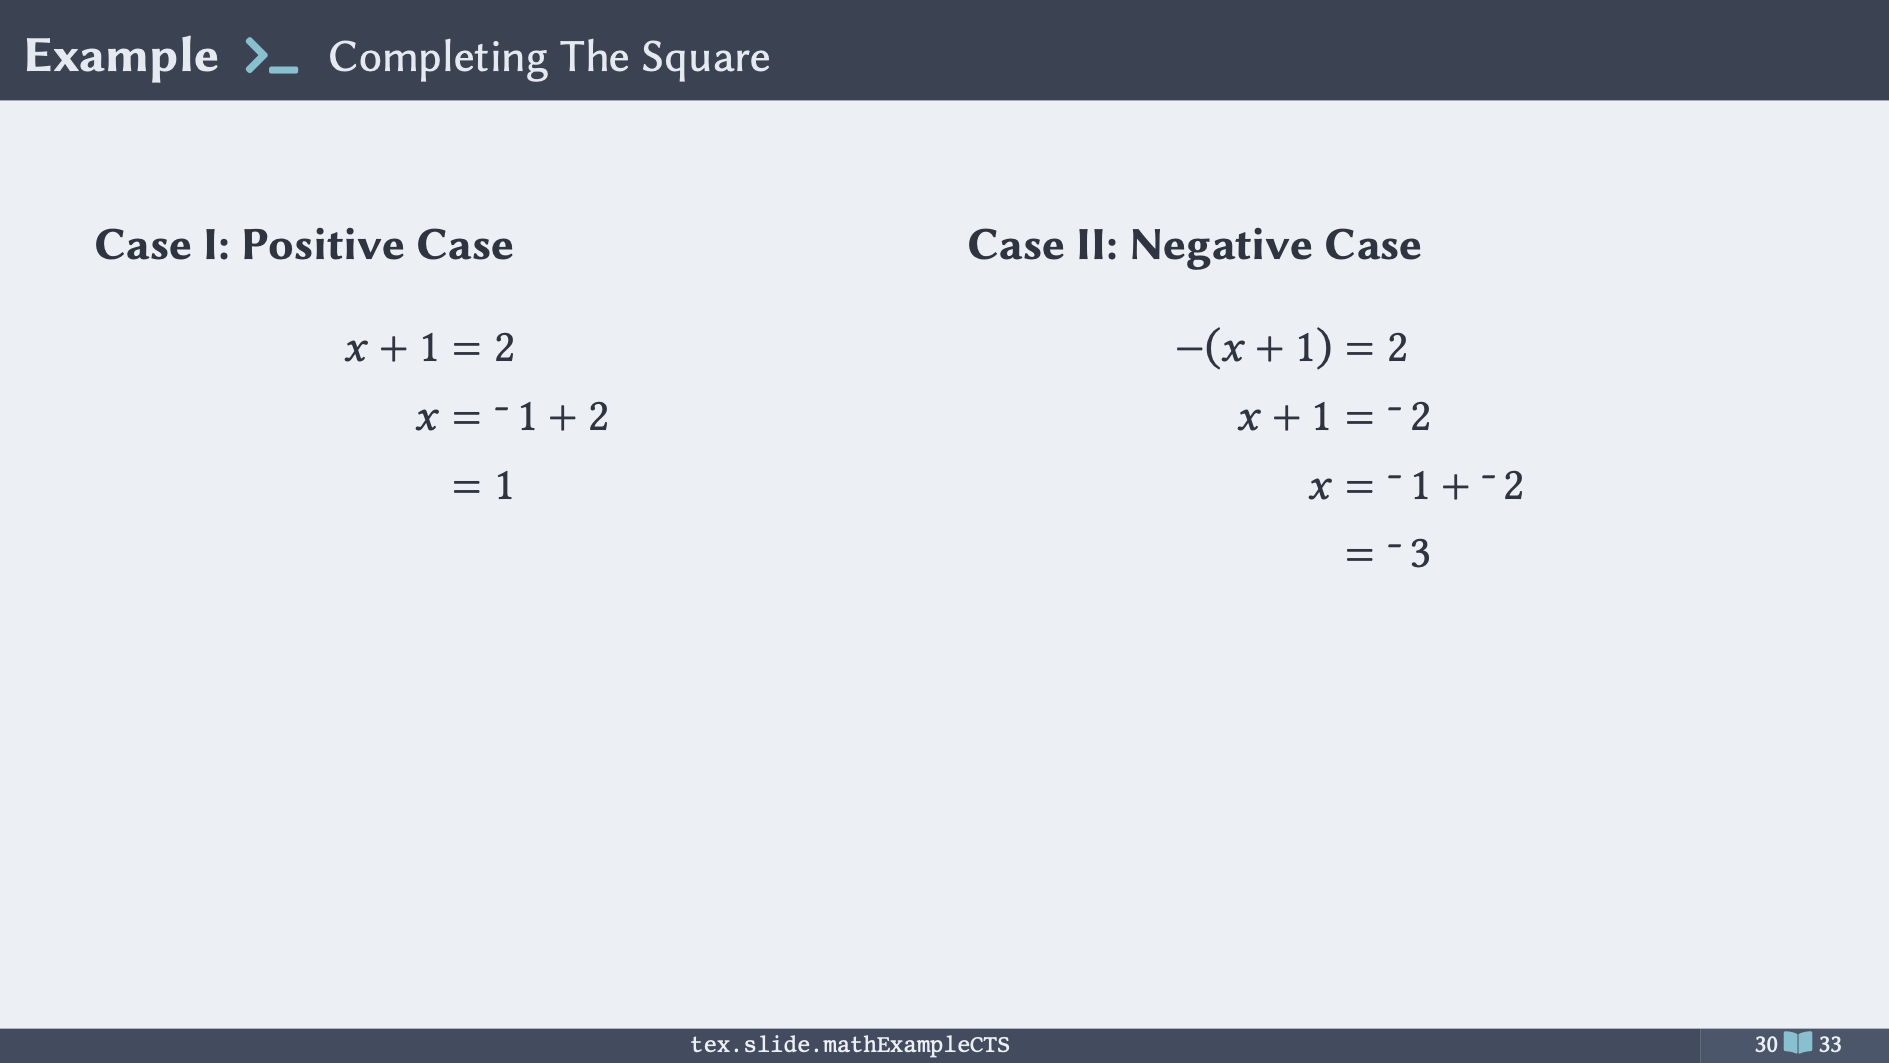 Example Completing The Square
Case I: Positive Case
x + 1 = 2
x = ⁻1 + 2
= 1
Case II: Negative Case
−(x + 1) = 2
x + 1 = ⁻2
x = ⁻1 + ⁻2
= ⁻3
tex.slide.mathExampleCTS
30 33